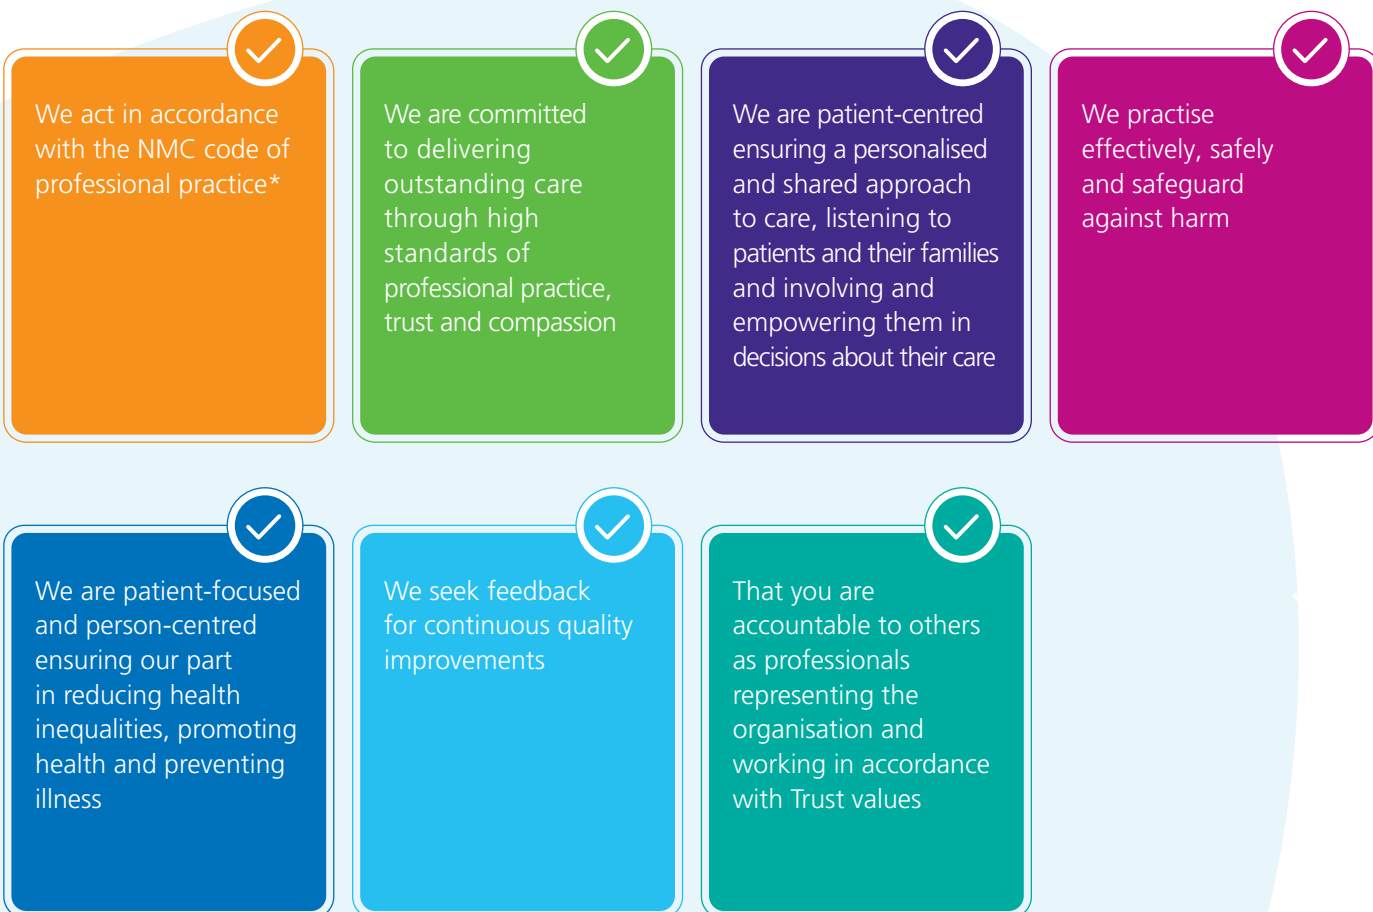 We act in accordance
with the NMC code of
professional practice*
We are committed
to delivering
outstanding care
through high
standards of
professional practice,
trust and compassion
We are patient-centred
ensuring a personalised
and shared approach
to care, listening to
patients and their families
and involving and
empowering them in
decisions about their care
We practise
effectively, safely
and safeguard
against harm
We are patient-focused
and person-centred
ensuring our part
in reducing health
inequalities, promoting
health and preventing
illness
We seek feedback
for continuous quality
improvements
That you are
accountable to others
as professionals
representing the
organisation and
working in accordance
with Trust values